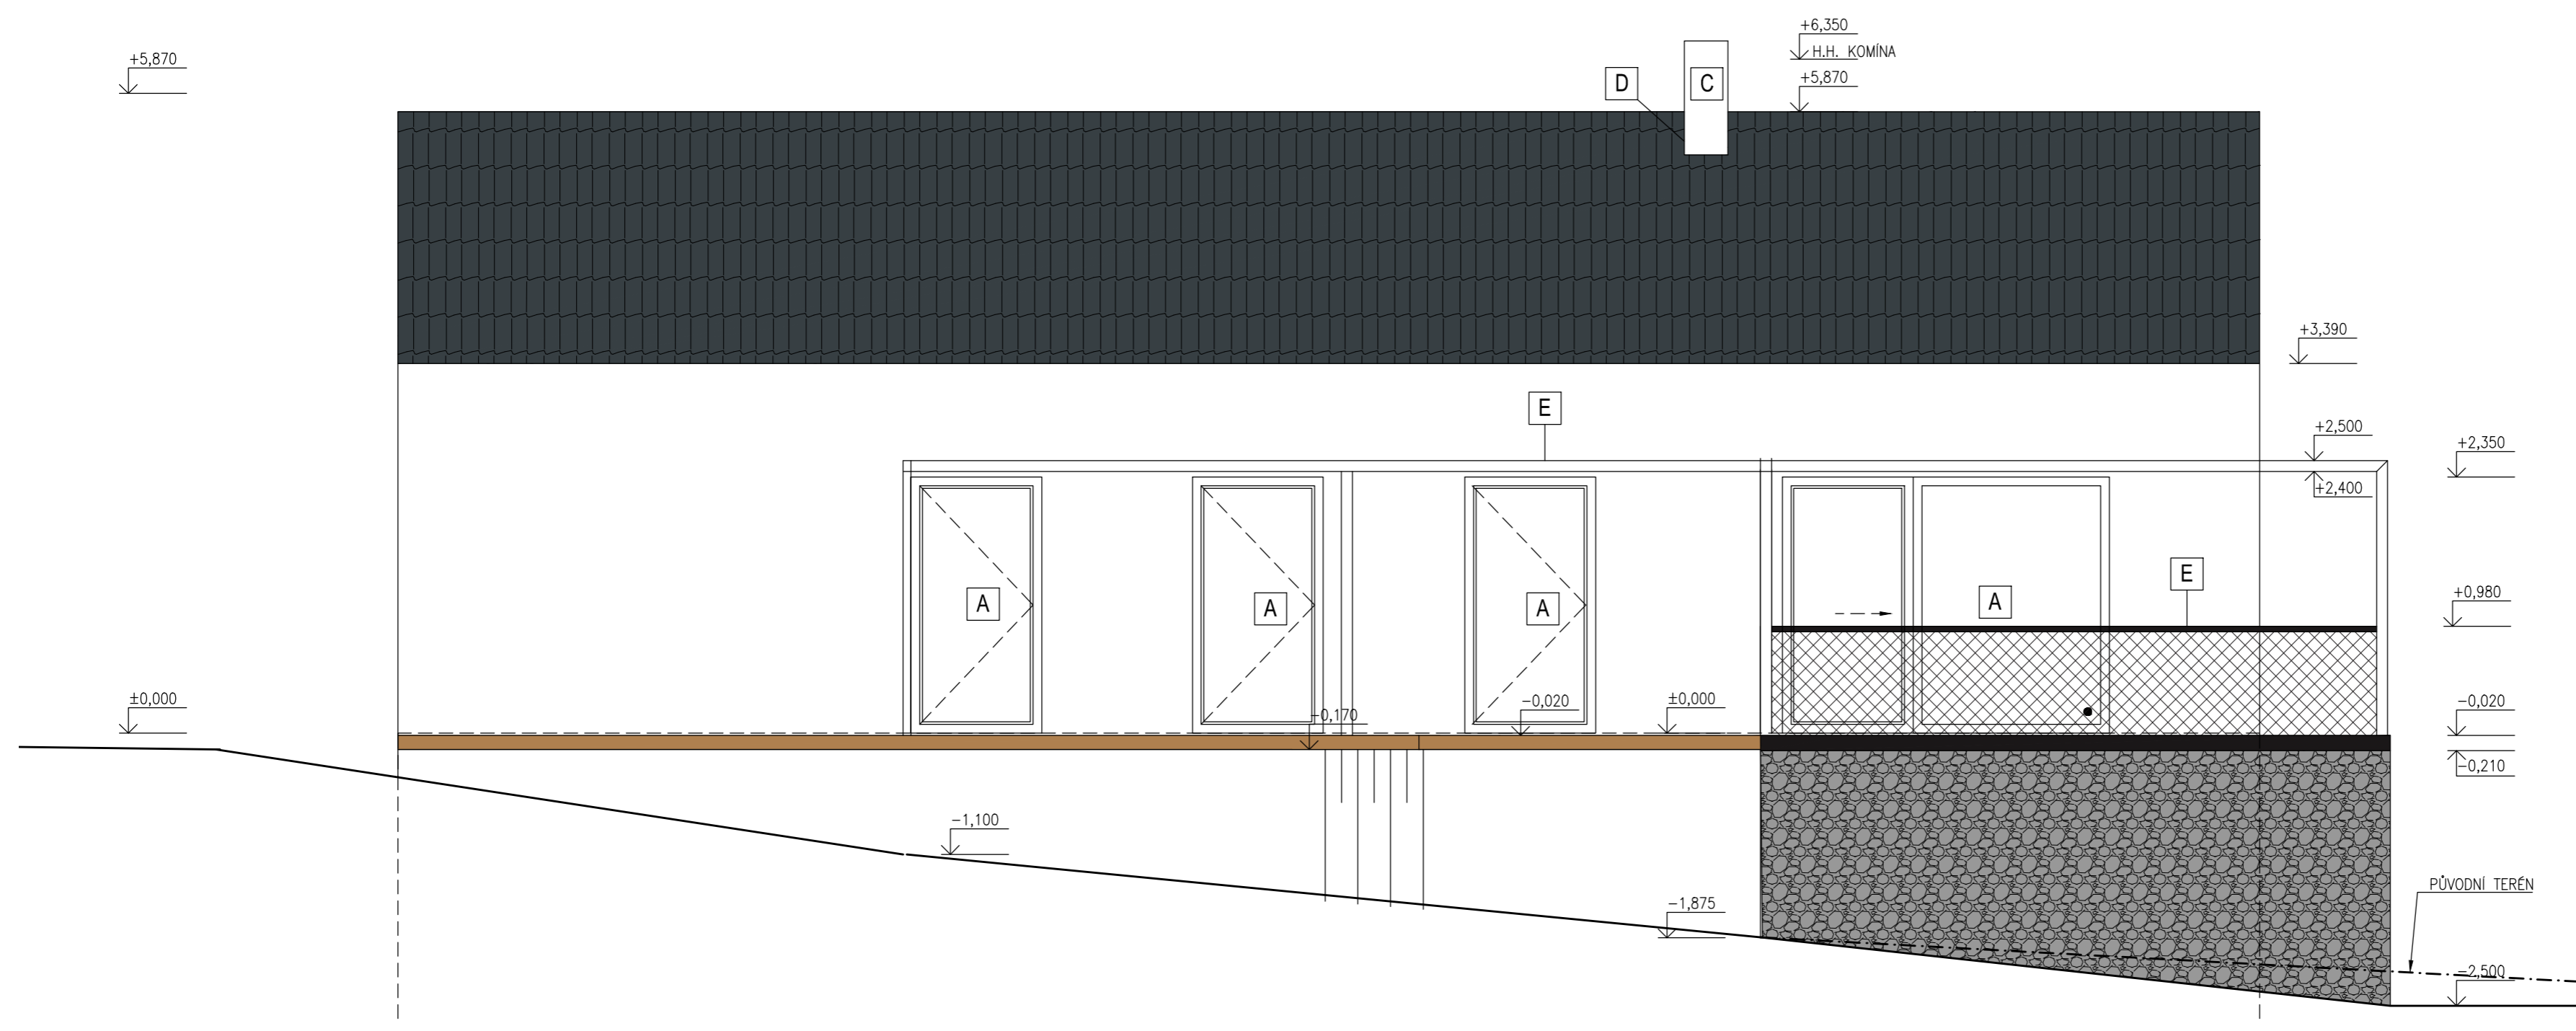 +6,350
H.H. KOMÍNA
+5,870
+5,870
D
C
+3,390
E
+2,500
+2,350
+2,400
E
+0,980
A
A
A
A
±0,000
-0,170
-0,020
±0,000
-0,020
-0,210
-1,100
-1,875
PŮVODNÍ TERÉN
-2,500